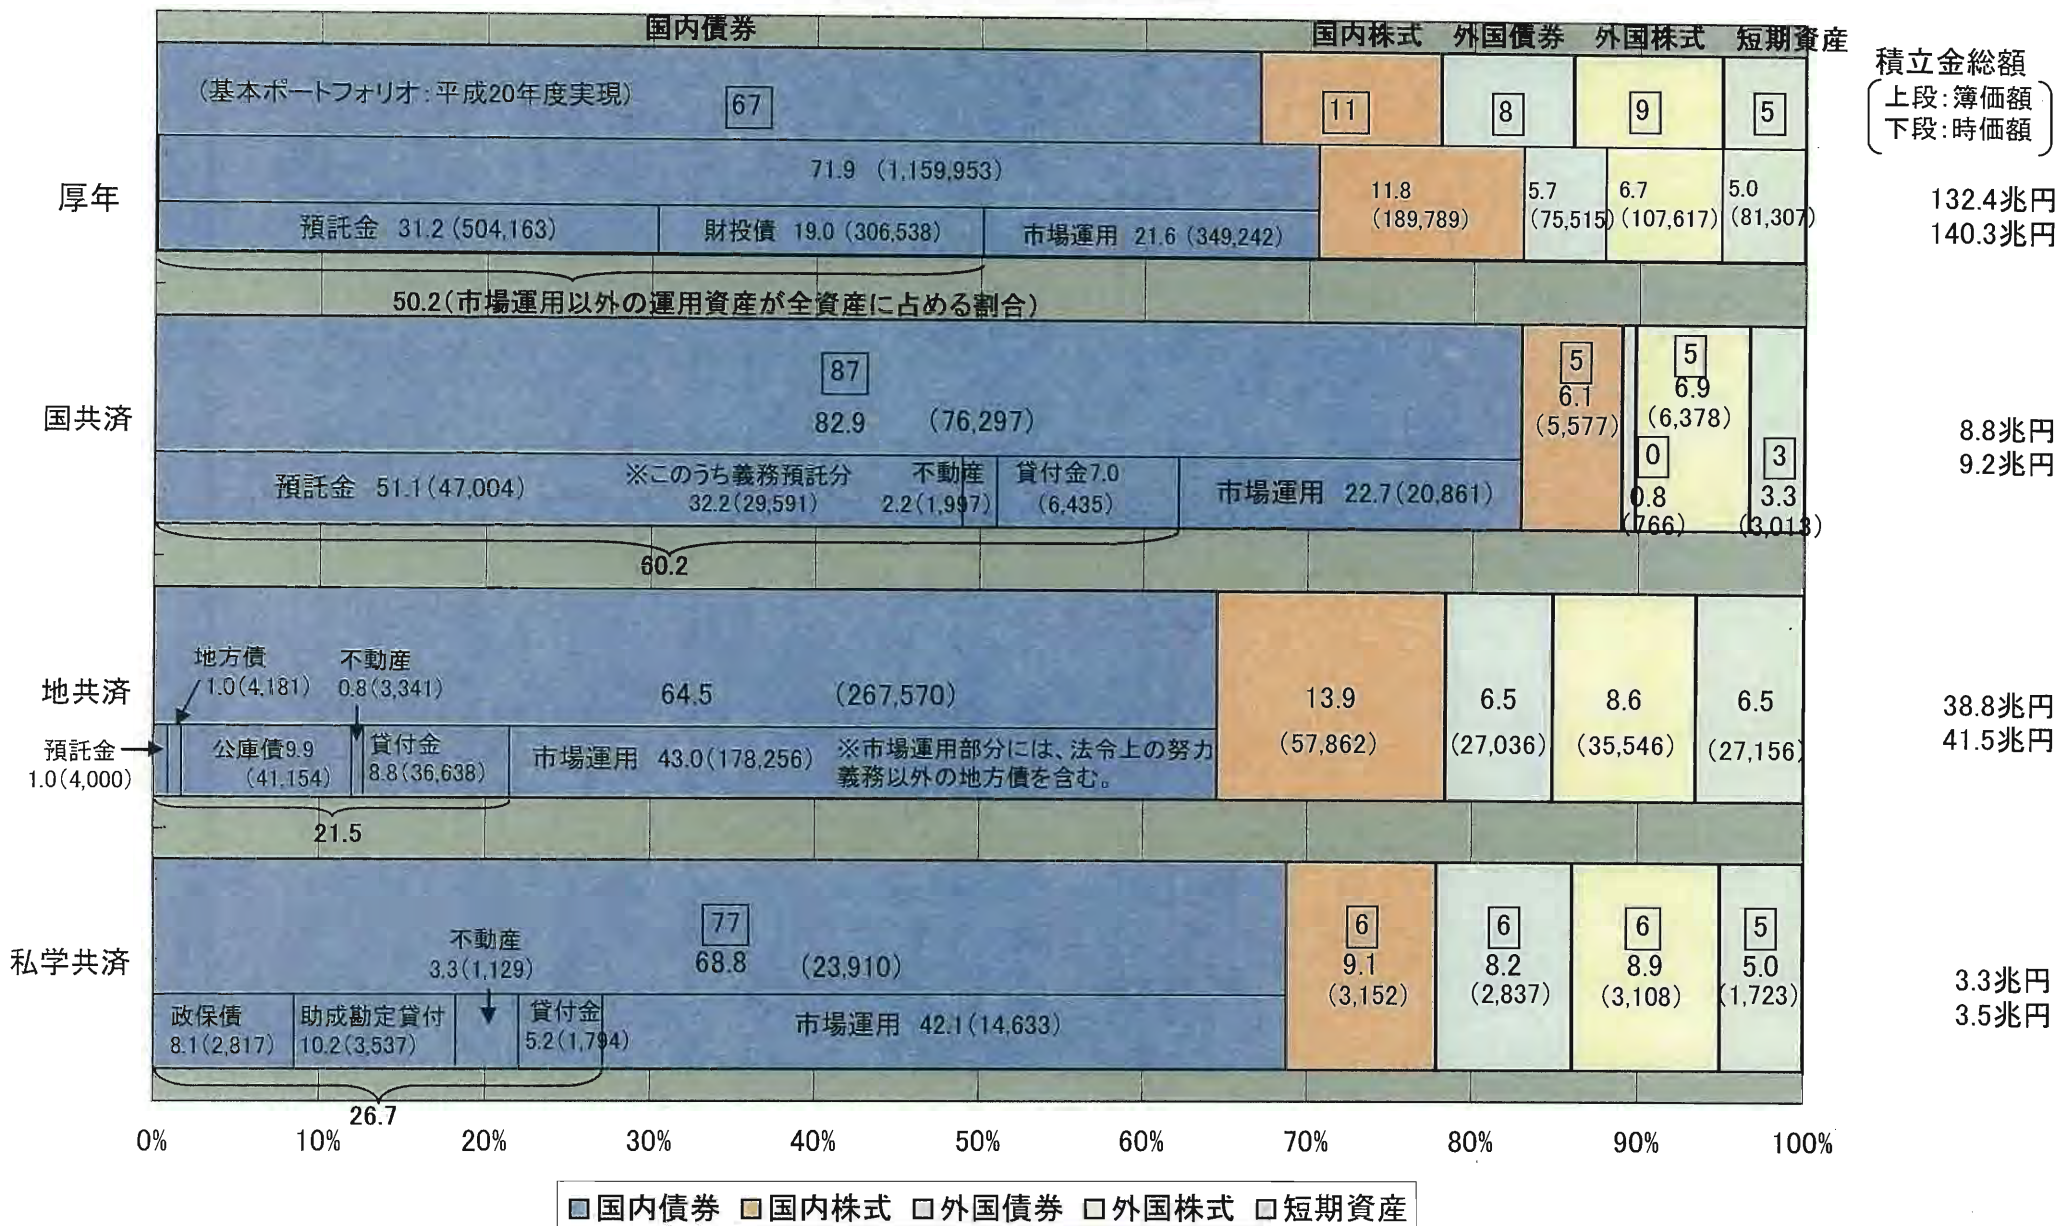 国内債券 国内株式 外国債券 外国株式 短期資産
積立金総額
上段:簿価額
下段:時価額
(基本ポートフォリオ:平成20年度実現)
67 11 8 9 5
厚年
71.9 (1,159,953)
11.8
(189,789)
5.7
(75,515)
6.7
(107,617)
5.0
(81,307)
132.4兆円
140.3兆円
預託金 31.2 (504,163)
財投債 19.0 (306,538)
市場運用 21.6 (349,242)
50.2(市場運用以外の運用資産が全資産に占める割合)
国共済
87
82.9 (76,297)
5
6.1
(5,577)
0
0.8
(766)
5
6.9
(6,378)
3
3.3
(3,013)
8.8兆円
9.2兆円
預託金 51.1(47,004)
※このうち義務預託分
32.2(29,591)
不動産
2.2(1,997)
貸付金7.0
(6,435)
市場運用 22.7(20,861)
60.2
地共済
地方債
1.0(4,181)
不動産
0.8(3,341)
64.5 (267,570)
13.9
(57,862)
6.5
(27,036)
8.6
(35,546)
6.5
(27,156)
38.8兆円
41.5兆円
預託金
1.0(4,000)
公庫債9.9
(41,154)
貸付金
8.8(36,638)
市場運用 43.0(178,256)
※市場運用部分には、法令上の努力
義務以外の地方債を含む。
21.5
私学共済
77
68.8 (23,910)
不動産
3.3(1,129)
6
9.1
(3,152)
6
8.2
(2,837)
6
8.9
(3,108)
5
5.0
(1,723)
3.3兆円
3.5兆円
政保債
8.1(2,817)
助成勘定貸付
10.2(3,537)
貸付金
5.2(1,794)
市場運用 42.1(14,633)
26.7
0% 10% 20% 30% 40% 50% 60% 70% 80% 90% 100%
国内債券 国内株式 外国債券 外国株式 短期資産